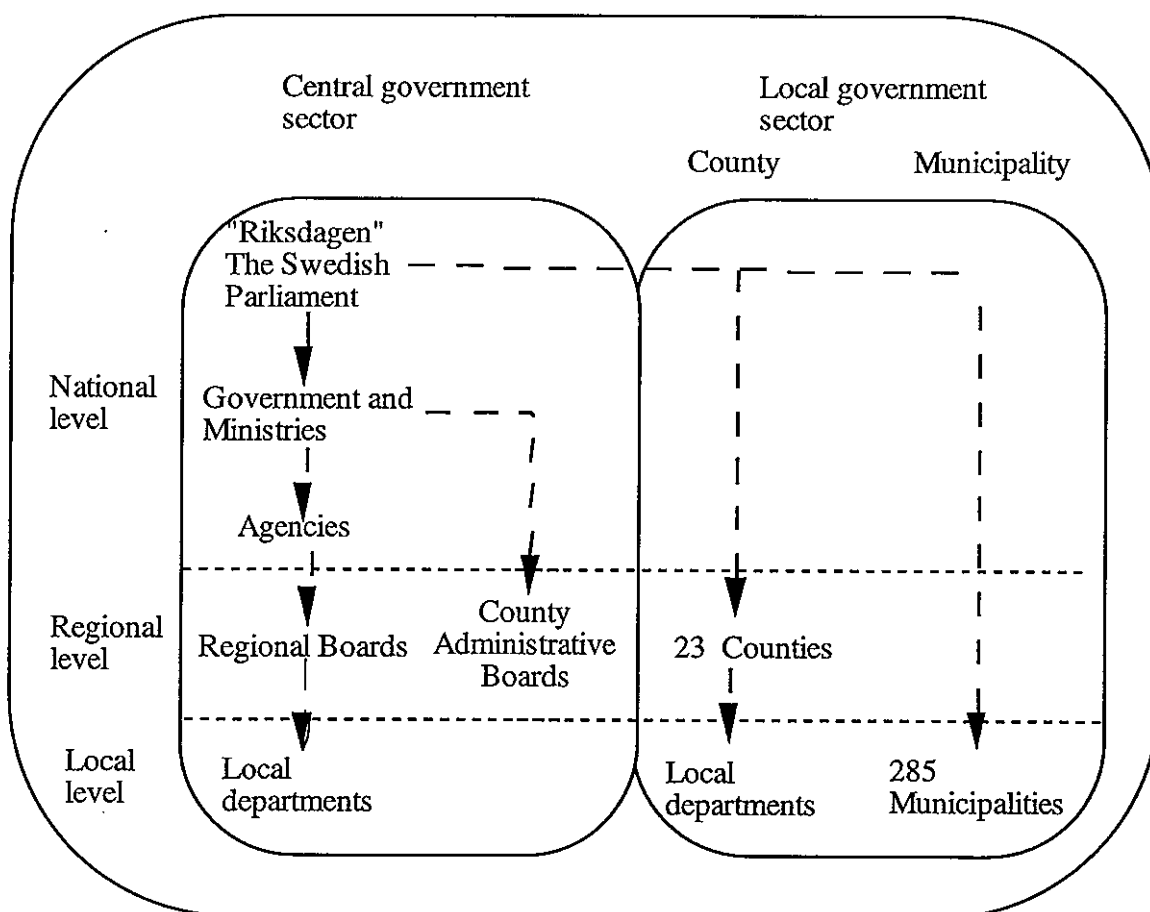 Central government
sector
Local government
sector
County
Municipality
"Riksdagen"
The Swedish
Parliament
National
level
Government and
Ministries
Agencies
Regional
level
Regional Boards
County
Administrative
Boards
23 Counties
Local
level
Local
departments
Local
departments
285
Municipalities